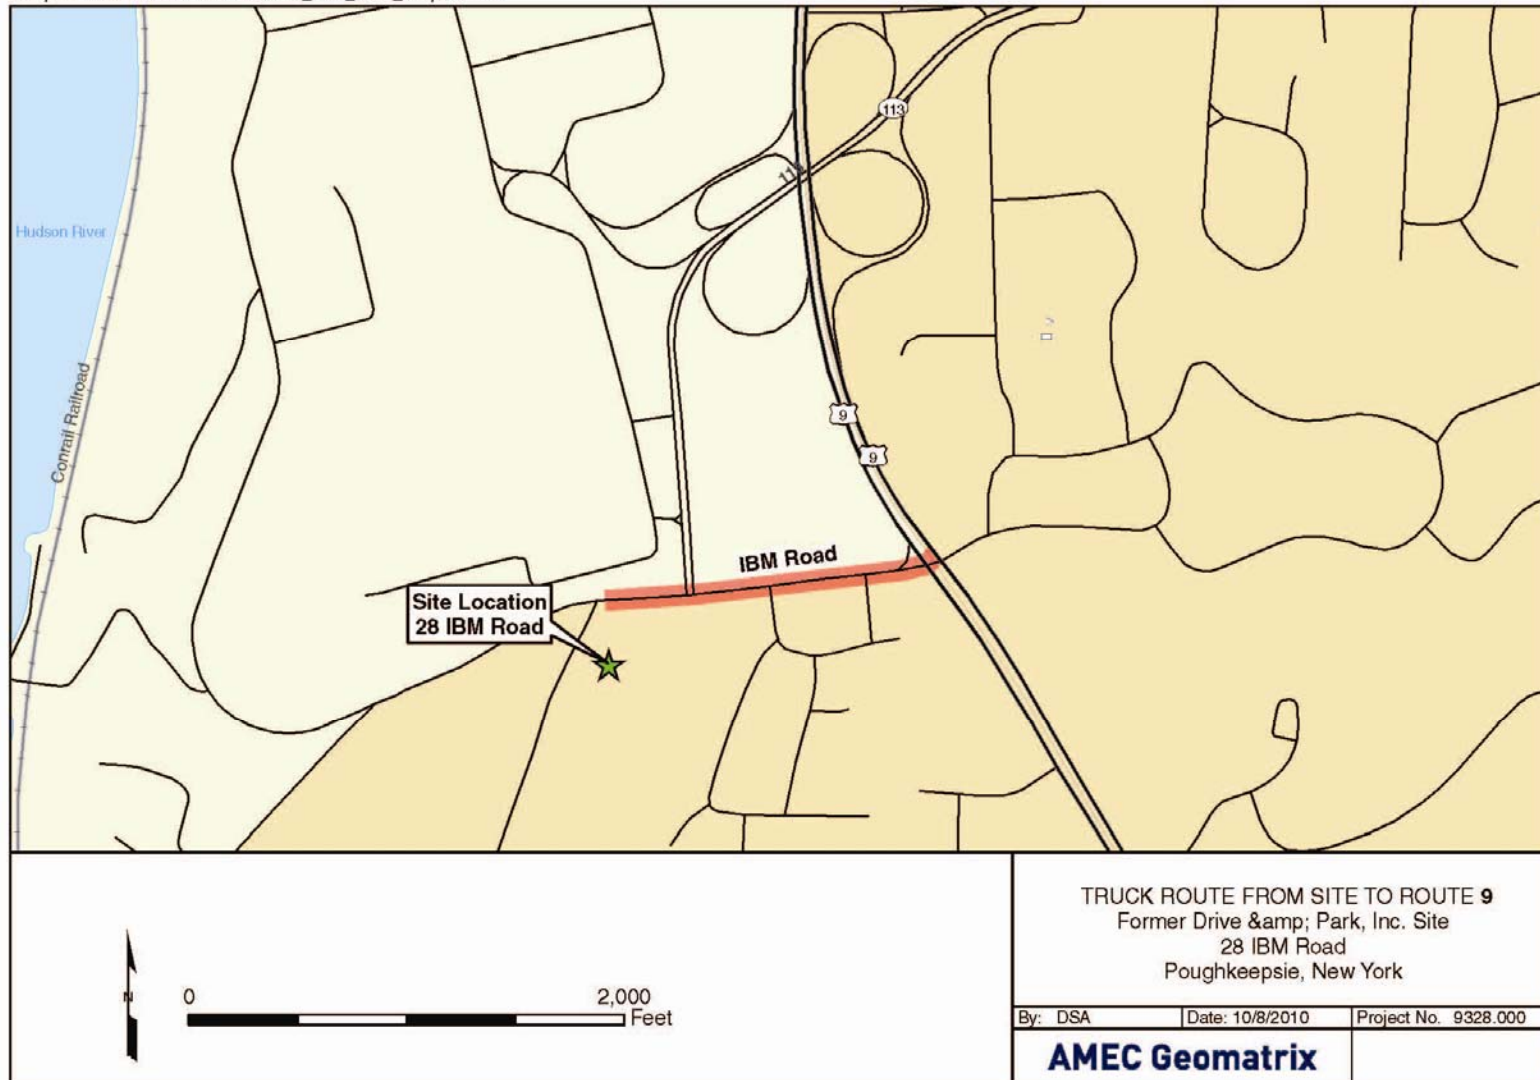 113
113
Hudson River
Conrail Railroad
9
9
IBM Road
Site Location
28 IBM Road
N
0
2,000
Feet
TRUCK ROUTE FROM SITE TO ROUTE 9
Former Drive &amp; Park, Inc. Site
28 IBM Road
Poughkeepsie, New York
By: DSA
Date: 10/8/2010
Project No. 9328.000
AMEC Geomatrix